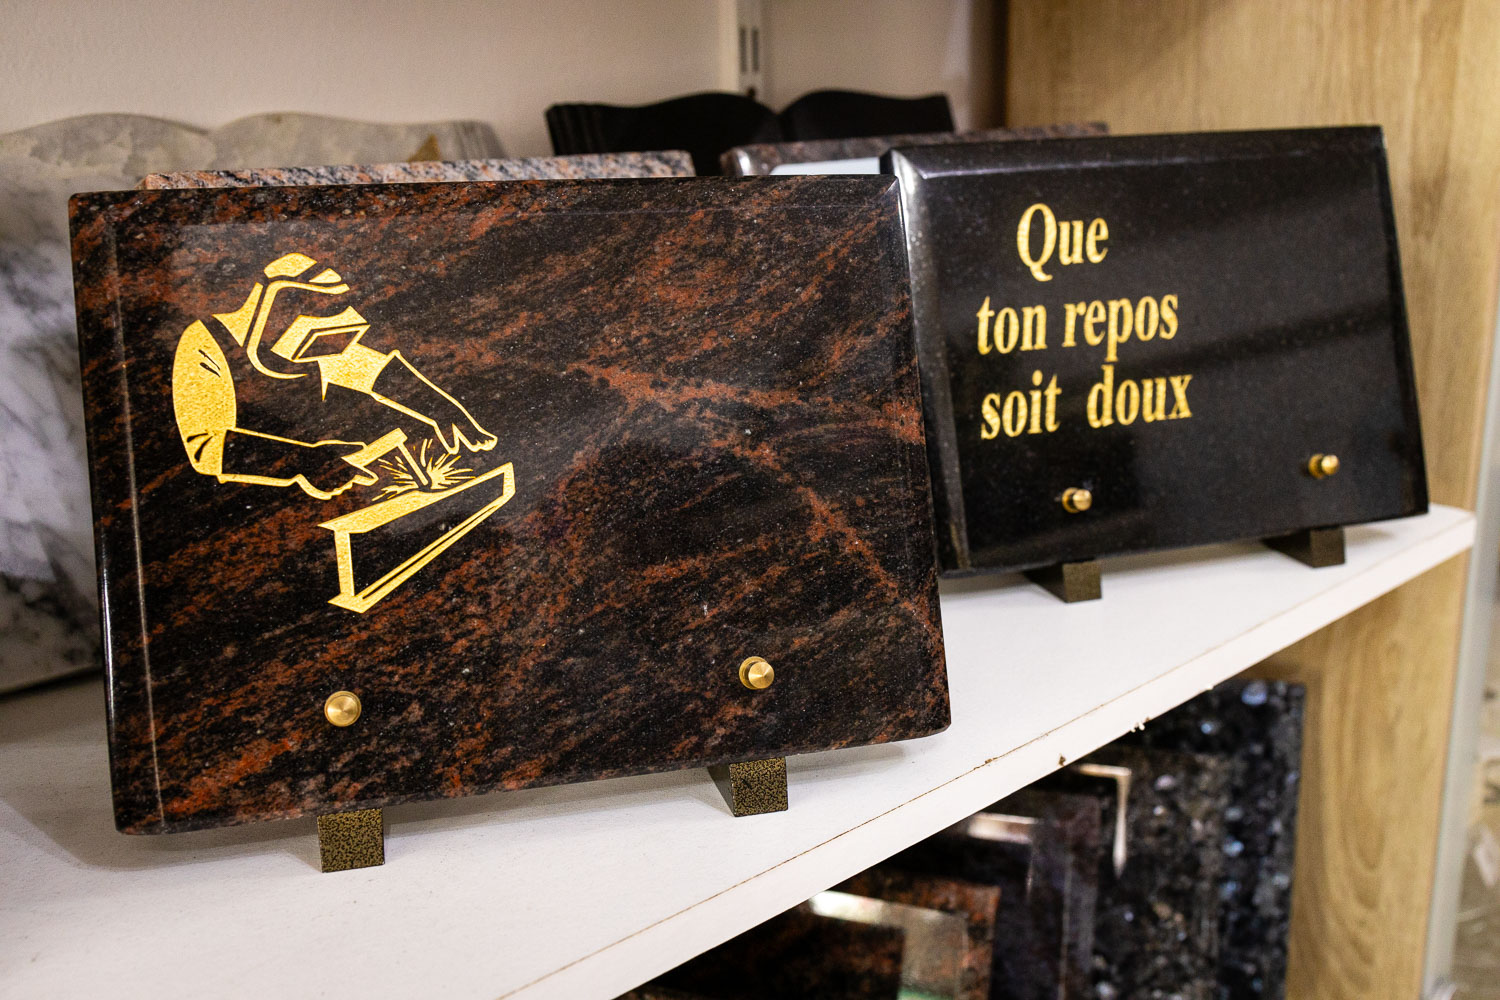 Que
ton repos
soit doux